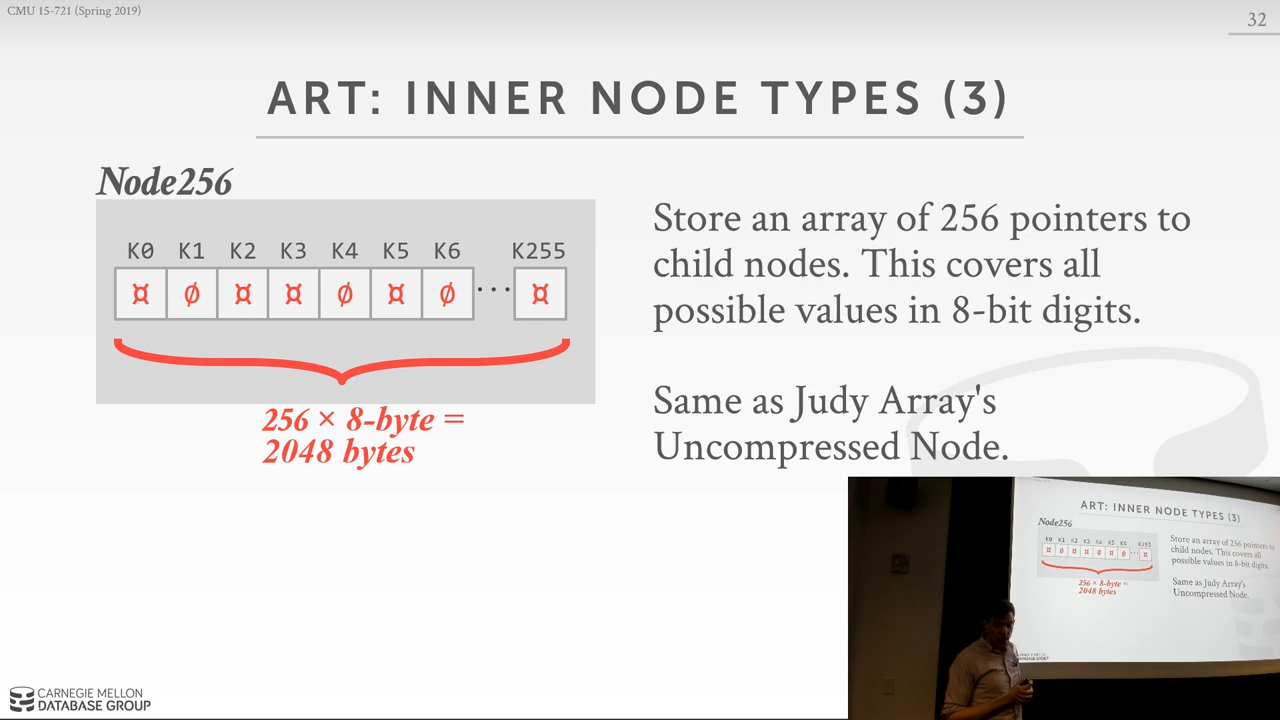 CMU 15-721 (Spring 2019)
32
ART: INNER NODE TYPES (3)
Node256
K0 K1 K2 K3 K4 K5 K6 K255
¤ Ø ¤ ¤ Ø ¤ Ø ··· ¤
256 × 8-byte =
2048 bytes
Store an array of 256 pointers to
child nodes. This covers all
possible values in 8-bit digits.
Same as Judy Array's
Uncompressed Node.
CARNEGIE MELLON
DATABASE GROUP
ART: INNER NODE TYPES (3)
Node256
K0 K1 K2 K3 K4 K5 K6 K255
¤ Ø ¤ ¤ Ø ¤ Ø ··· ¤
256 × 8-byte =
2048 bytes
Store an array of 256 pointers to
child nodes. This covers all
possible values in 8-bit digits.
Same as Judy Array's
Uncompressed Node.